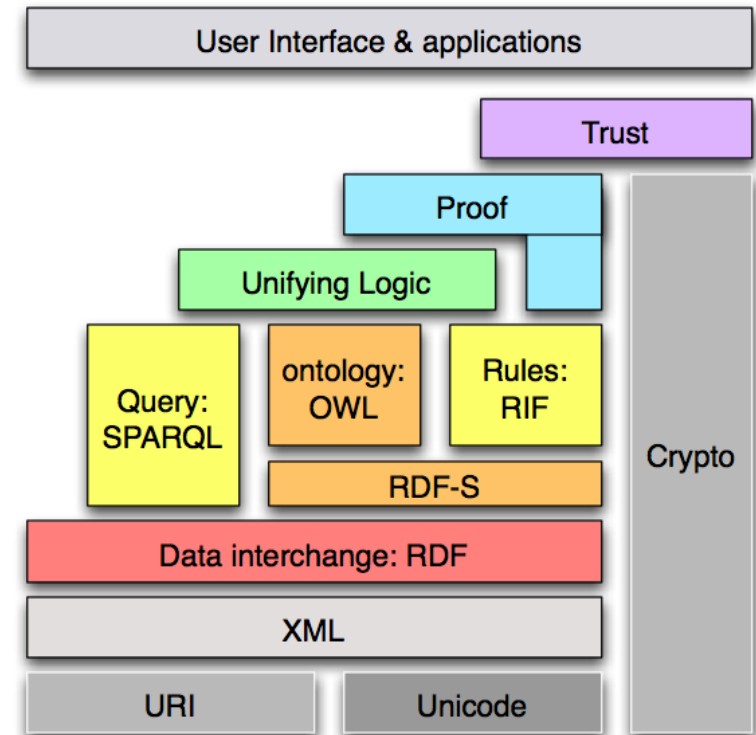 User Interface & applications
Trust
Proof
Unifying Logic
Query:
SPARQL
ontology:
OWL
Rules:
RIF
Crypto
RDF-S
Data interchange: RDF
XML
URI
Unicode